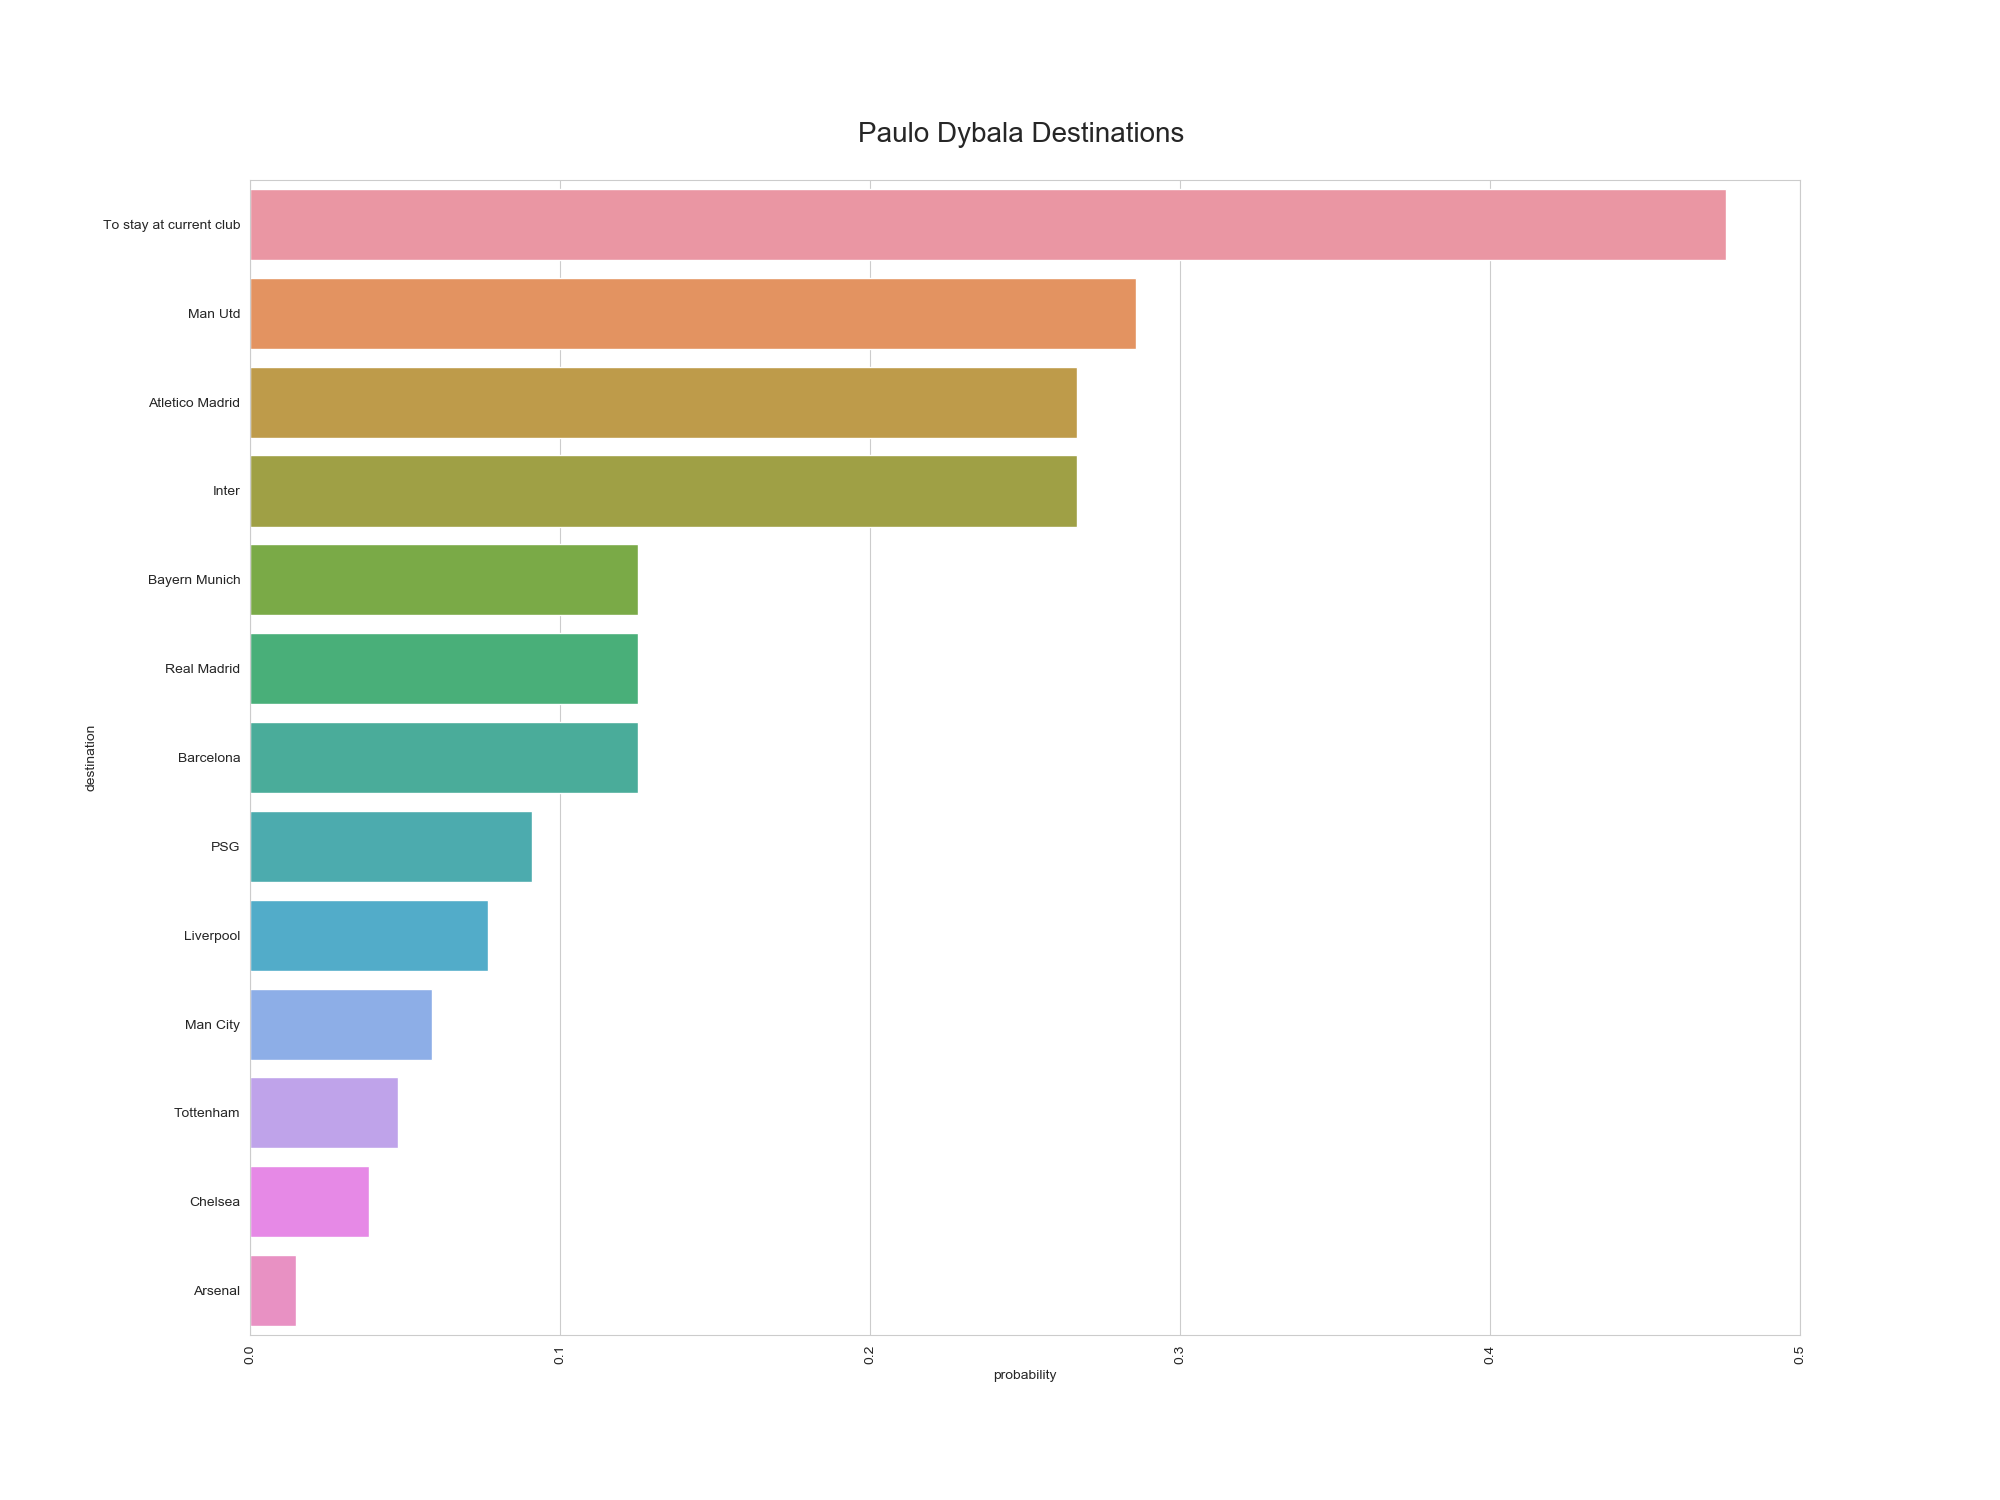 Paulo Dybala Destinations
To stay at current club
Man Utd
Atletico Madrid
Inter
Bayern Munich
Real Madrid
Barcelona
PSG
Liverpool
Man City
Tottenham
Chelsea
Arsenal
destination
0.0 0.1 0.2 0.3 0.4 0.5
probability